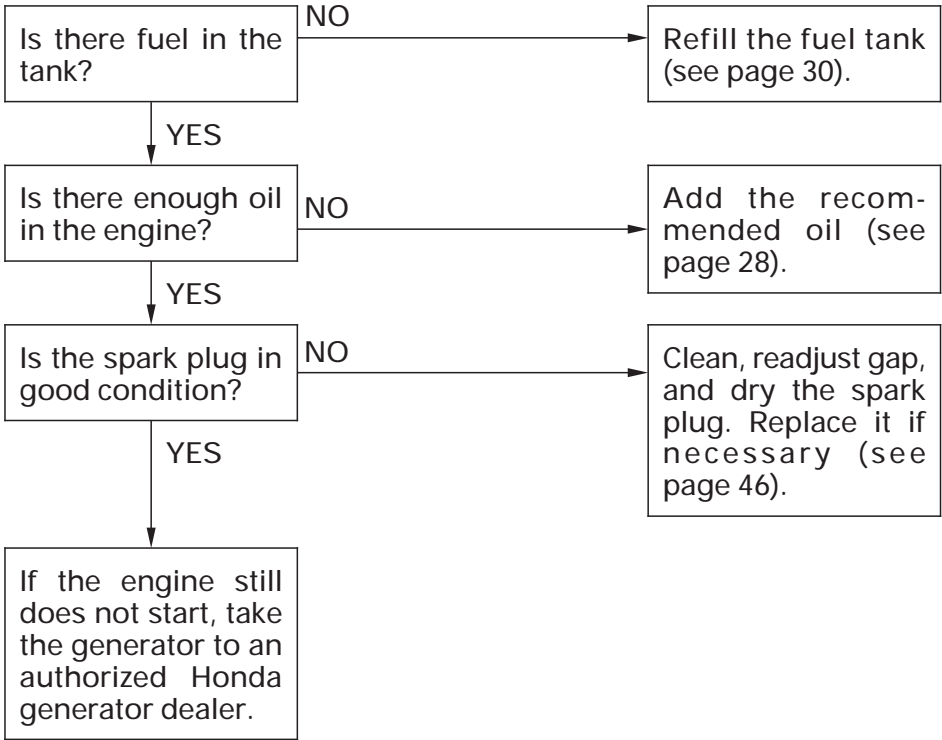 NO
Is there fuel in the
tank?
Refill the fuel tank
(see page 30).
YES
Is there enough oil
in the engine?
NO
Add the recom-
mended oil (see
page 28).
YES
Is the spark plug in
good condition?
NO
Clean, readjust gap,
and dry the spark
plug. Replace it if
necessary (see
page 46).
YES
If the engine still
does not start, take
the generator to an
authorized Honda
generator dealer.